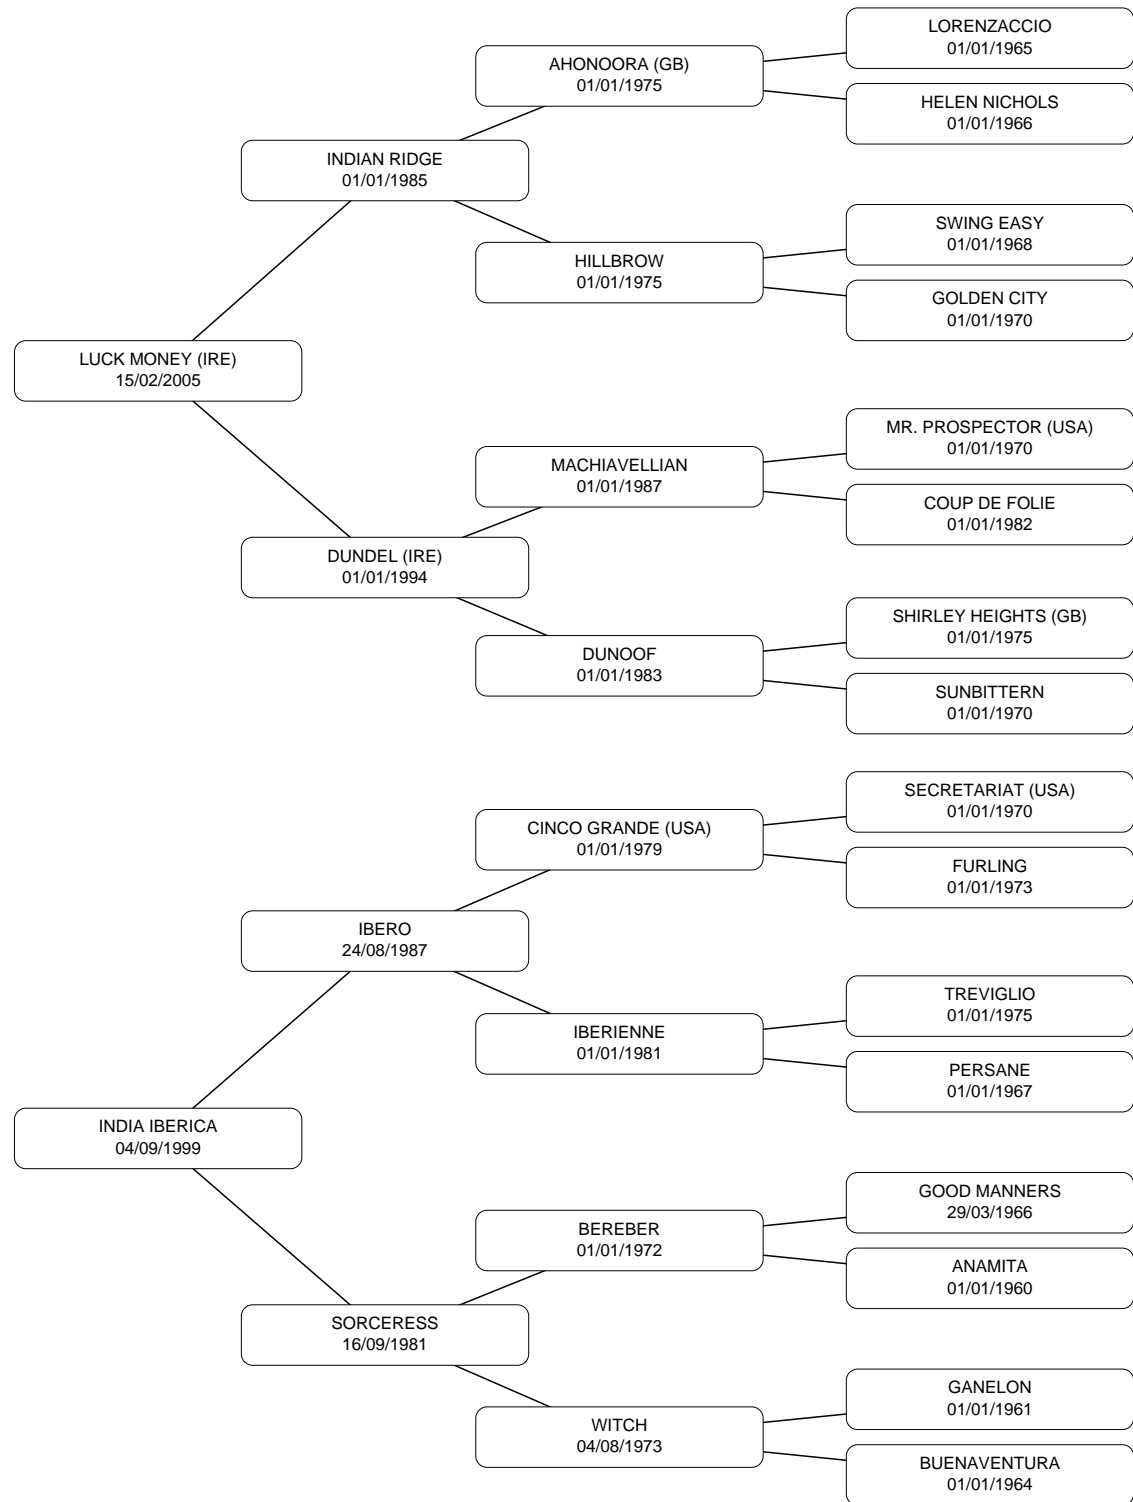 LORENZACCIO
01/01/1965
AHONOORA (GB)
01/01/1975
HELEN NICHOLS
01/01/1966
INDIAN RIDGE
01/01/1985
SWING EASY
01/01/1968
HILLBROW
01/01/1975
GOLDEN CITY
01/01/1970
LUCK MONEY (IRE)
15/02/2005
MR. PROSPECTOR (USA)
01/01/1970
MACHIAVELLIAN
01/01/1987
COUP DE FOLIE
01/01/1982
DUNDEL (IRE)
01/01/1994
SHIRLEY HEIGHTS (GB)
01/01/1975
DUNOOF
01/01/1983
SUNBITTERN
01/01/1970
SECRETARIAT (USA)
01/01/1970
CINCO GRANDE (USA)
01/01/1979
FURLING
01/01/1973
IBERO
24/08/1987
TREVIGLIO
01/01/1975
IBERIENNE
01/01/1981
PERSANE
01/01/1967
INDIA IBERICA
04/09/1999
GOOD MANNERS
29/03/1966
BEREBER
01/01/1972
ANAMITA
01/01/1960
SORCERESS
16/09/1981
GANELON
01/01/1961
WITCH
04/08/1973
BUENAVENTURA
01/01/1964